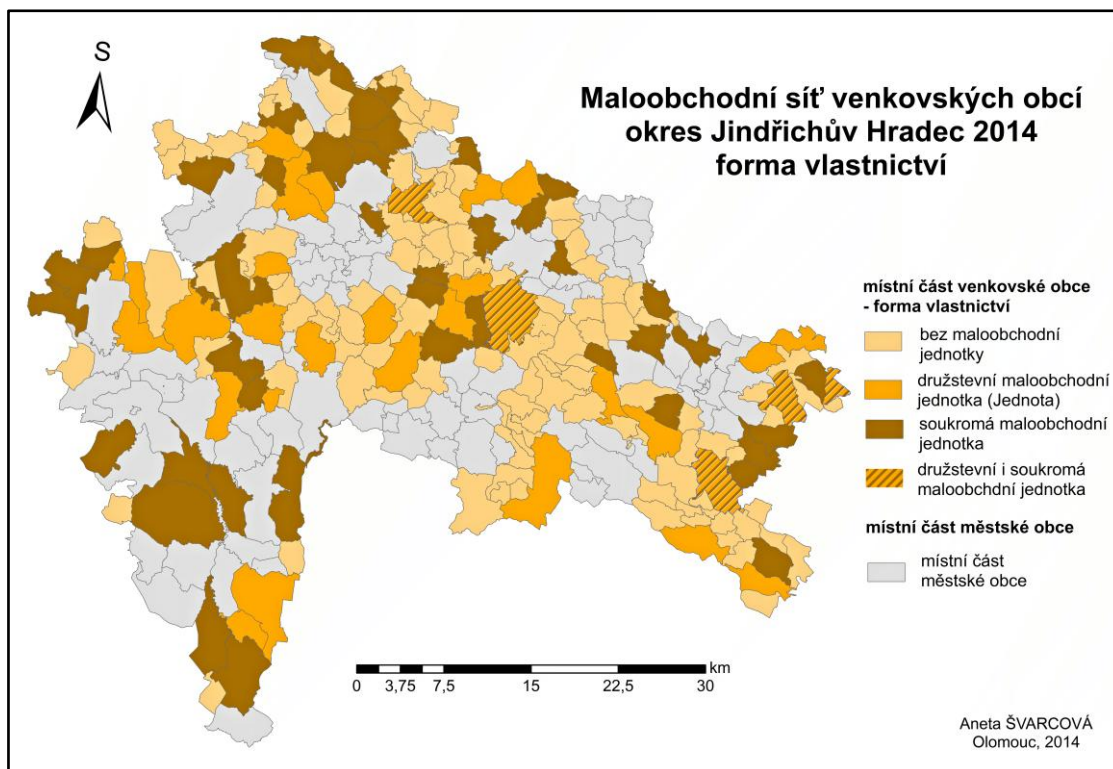 S
Maloobchodní síť venkovských obcí
okres Jindřichův Hradec 2014
forma vlastnictví
místní část venkovské obce
- forma vlastnictví
bez maloobchodní
jednotky
družstevní maloobchodní
jednotka (Jednota)
soukromá maloobchodní
jednotka
družstevní i soukromá
maloobchdní jednotka
místní část městské obce
místní část
městské obce
km
0 3,75 7,5 15 22,5 30
Aneta ŠVARCOVÁ
Olomouc, 2014